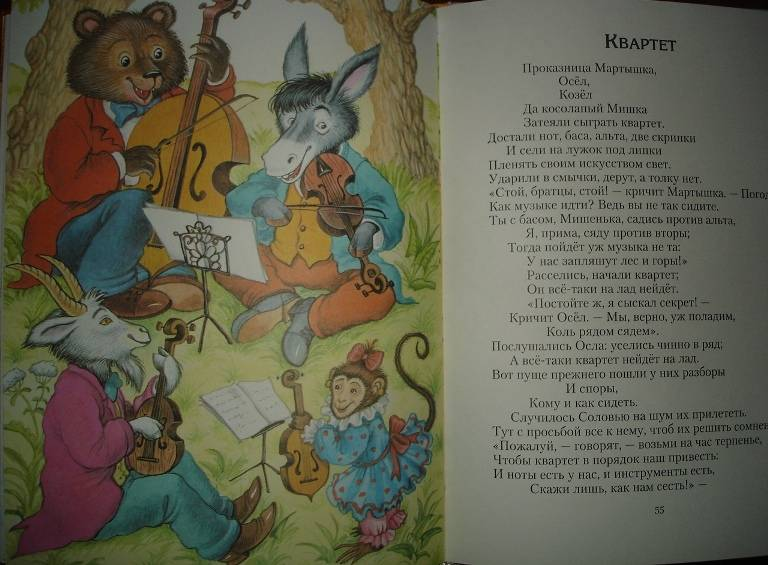 КВАРТЕТ
Проказница Мартышка,
Осёл,
Козёл
Да косолапый Мишка
Затеяли сыграть квартет.
Достали нот, баса, альта, две скрипки
И сели на лужок под липки
Пленять своим искусством свет.
Ударили в смычки, дерут, а толку нет.
«Стой, братцы, стой! – кричит Мартышка. – Погод
Как музыке идти? Ведь вы не так сидите.
Ты с басом, Мишенька, садись против альта,
Я, прима, сяду против вторы;
Тогда пойдёт уж музыка не та:
У нас запляшут лес и горы!»
Расселись, начали квартет;
Он всё-таки на лад нейдёт.
«Постойте ж, я сыскал секрет! –
Кричит Осёл. – Мы, верно, уж поладим,
Коль рядом сядем».
Послушались Осла: уселись чинно в ряд;
А всё-таки квартет нейдёт на лад.
Вот пуще прежнего пошли у них разборы
И споры,
Кому и как сидеть.
Случилось Соловью на шум их прилететь.
Тут с просьбой все к нему, чтоб их решить сомнен
«Пожалуй, – говорят, – возьми на час терпенье,
Чтобы квартет в порядок наш привесть:
И ноты есть у нас, и инструменты есть,
Скажи лишь, как нам сесть!» –
55